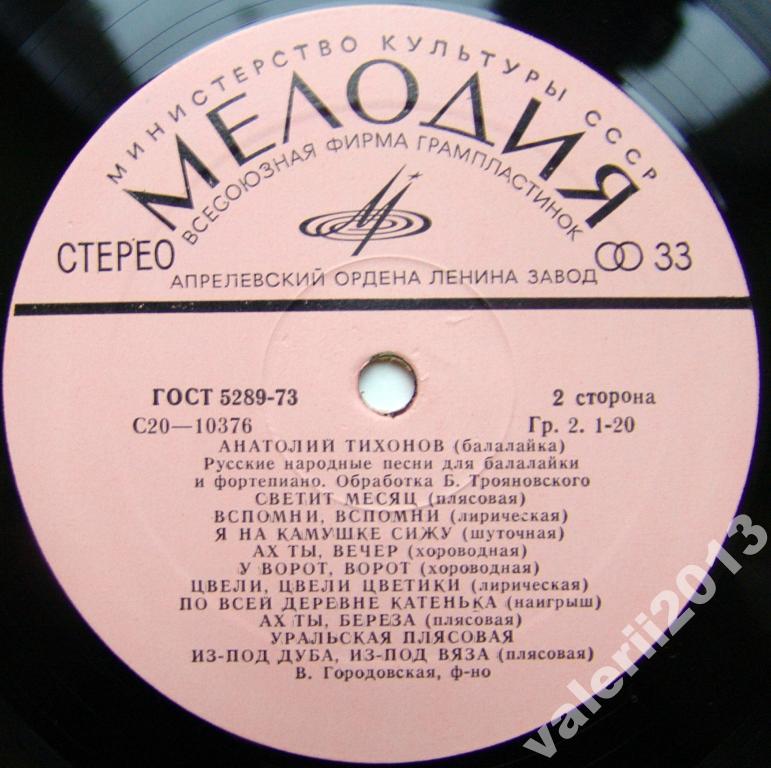 МИНИСТЕРСТВО КУЛЬТУРЫ СССР
МЕЛОДИЯ
ВСЕСОЮЗНАЯ ФИРМА ГРАМПЛАСТИНОК
СТЕРЕО 33
АПРЕЛЕВСКИЙ ОРДЕНА ЛЕНИНА ЗАВОД
ГОСТ 5289-73 2 сторона
С20—10376 Гр. 2. 1-20
АНАТОЛИЙ ТИХОНОВ (балалайка)
Русские народные песни для балалайки
и фортепиано. Обработка Б. Трояновского
СВЕТИТ МЕСЯЦ (плясовая)
ВСПОМНИ, ВСПОМНИ (лирическая)
Я НА КАМУШКЕ СИЖУ (шуточная)
АХ ТЫ, ВЕЧЕР (хороводная)
У ВОРОТ, ВОРОТ (хороводная)
ЦВЕЛИ, ЦВЕЛИ ЦВЕТИКИ (лирическая)
ПО ВСЕЙ ДЕРЕВНЕ КАТЕНЬКА (наигрыш)
АХ ТЫ, БЕРЕЗА (плясовая)
УРАЛЬСКАЯ ПЛЯСОВАЯ
ИЗ-ПОД ДУБА, ИЗ-ПОД ВЯЗА (плясовая)
В. Городовская, ф-но
valerii2013